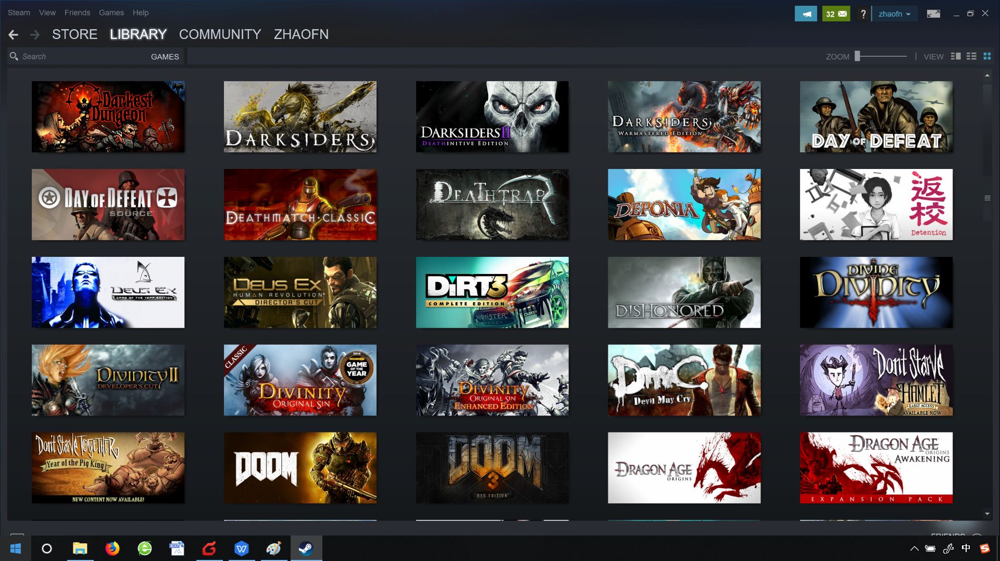 Steam View Friends Games Help
32 ? zhaofn
STORE LIBRARY COMMUNITY ZHAOFN
Search GAMES ZOOM | VIEW
Darkest Dungeon
DARKSIDERS
DARKSIDERS II
DEATHINITIVE EDITION
DARKSIDERS
WARMASTERED EDITION
DAY OF DEFEAT
DAY OF DEFEAT
SOURCE
DEATHMATCH·CLASSIC
DEATHTRAP
DEPONIA
返校
Detention
DEUS EX
GAME OF THE YEAR EDITION
DEUS EX
HUMAN REVOLUTION
DIRECTOR'S CUT
DiRT3
COMPLETE EDITION
MONSTER
ENERGY
DiRT3
DISHONORED
DIVINE
DIVINITY™
DIVINITY II
DEVELOPER'S CUT
CLASSIC
2014
GAME
OF THE
YEAR
DIVINITY
ORIGINAL SIN
DIVINITY
ORIGINAL SIN
ENHANCED EDITION
DmC
Devil May Cry
Don't Starve
HAMLET
EARLY ACCESS
AVAILABLE NOW
Don't Starve TOGETHER
Year of the Pig King
NEW CONTENT NOW AVAILABLE!
DOOM
DOOM
3
BFG EDITION
DRAGON AGE
ORIGINS
DRAGON AGE
ORIGINS
AWAKENING
EXPANSION PACK
FRIENDS
中